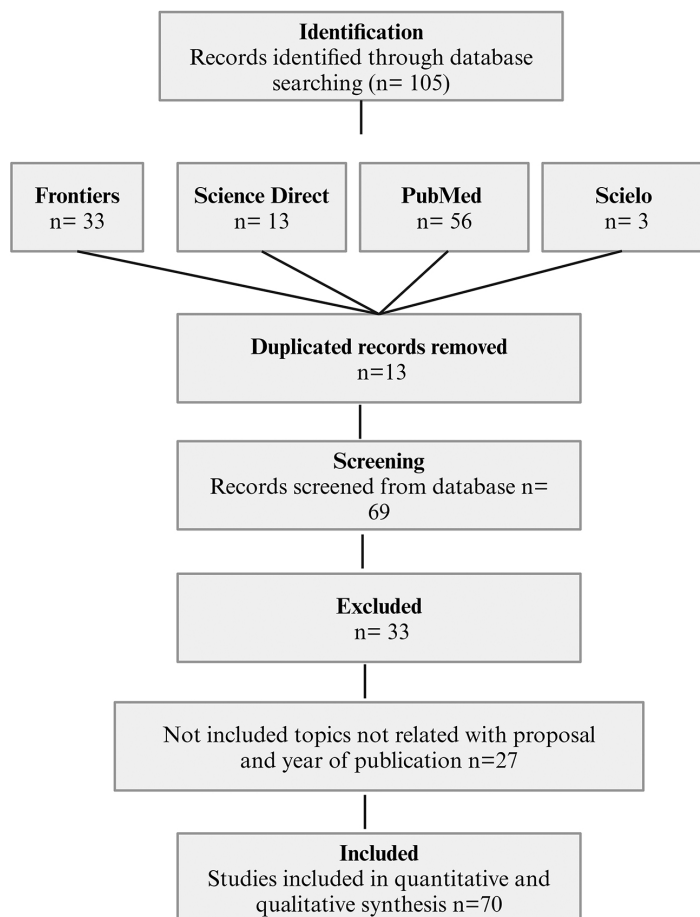 Identification
Records identified through database
searching (n= 105)
Frontiers
n= 33
Science Direct
n= 13
PubMed
n= 56
Scielo
n= 3
Duplicated records removed
n=13
Screening
Records screened from database n=
69
Excluded
n= 33
Not included topics not related with proposal
and year of publication n=27
Included
Studies included in quantitative and
qualitative synthesis n=70